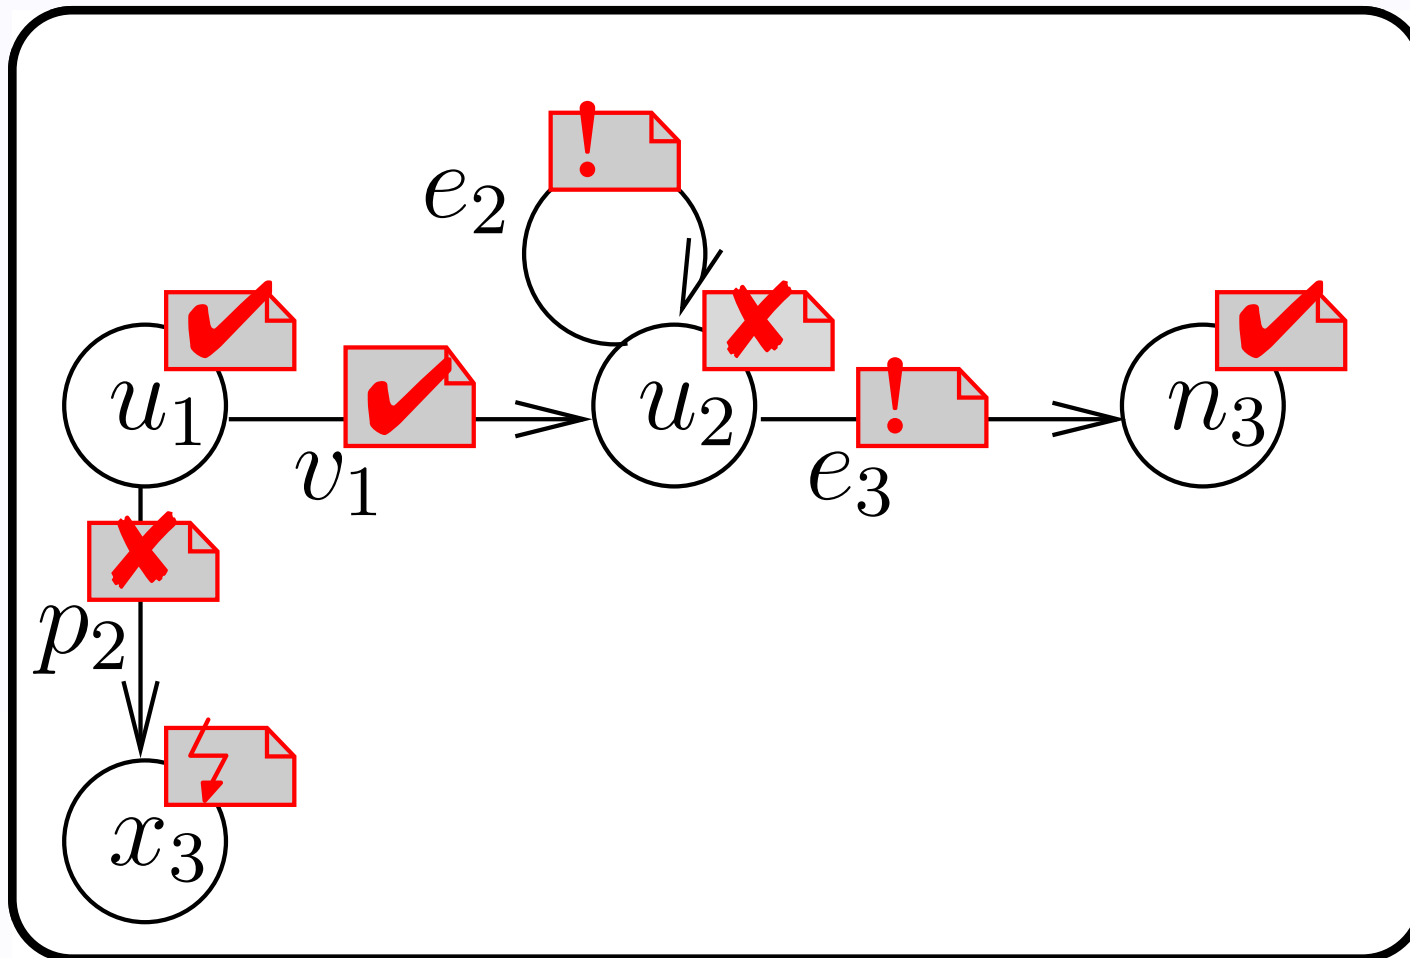 !
e₂
✔ ✘ ✔
u₁ ✔ u₂ ! n₃
v₁ e₃
✘
p₂
x₃